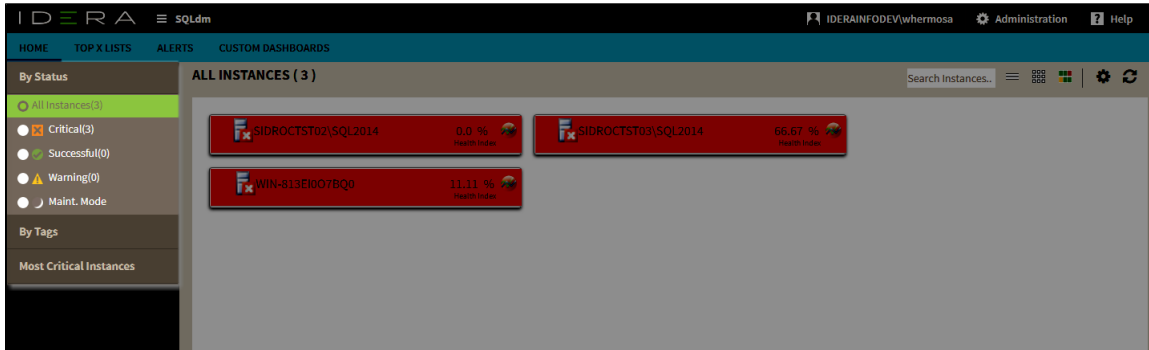 IDERA SQLdm IDERAINFODEV\whermosa Administration ? Help
HOME TOP X LISTS ALERTS CUSTOM DASHBOARDS
By Status
ALL INSTANCES ( 3 )
Search Instances..
All Instances(3)
Critical(3)
Successful(0)
Warning(0)
Maint. Mode
By Tags
Most Critical Instances
SIDROCTST02\SQL2014 0.0 %
Health Index
SIDROCTST03\SQL2014 66.67 %
Health Index
WIN-813EI0O7BQ0 11.11 %
Health Index